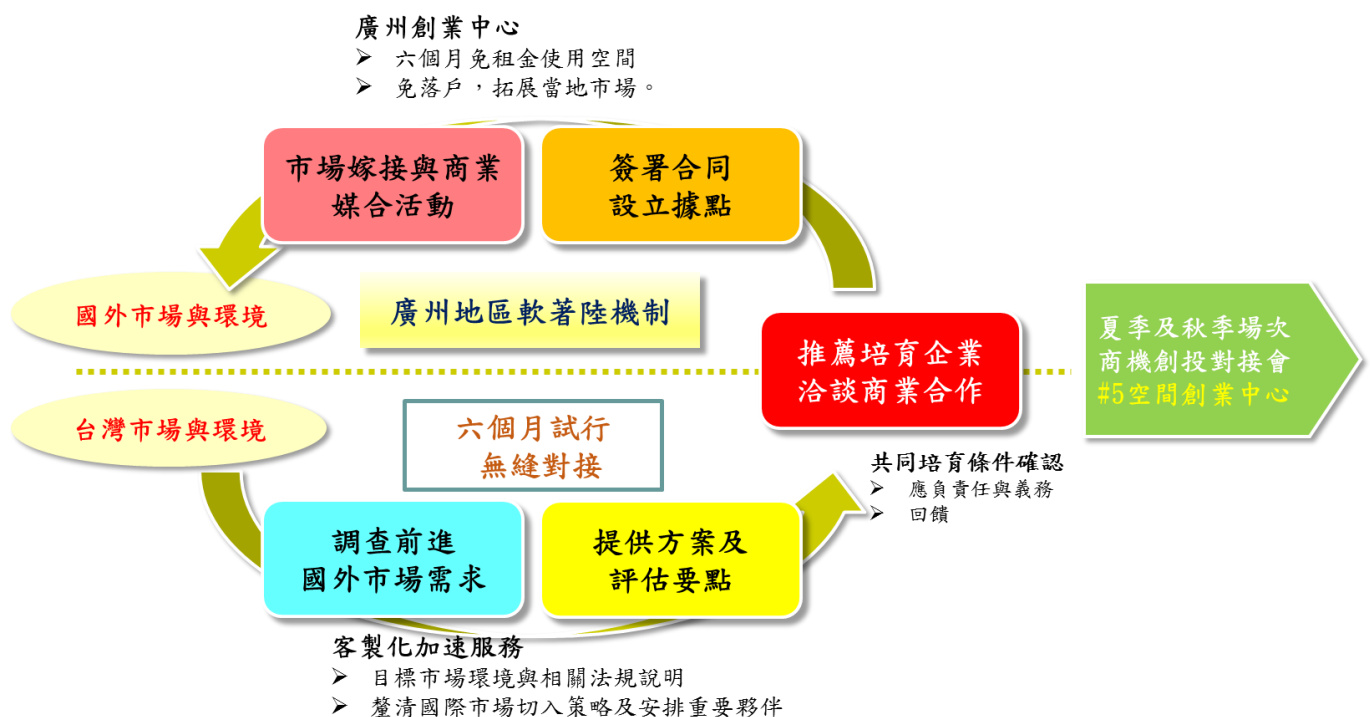 廣州創業中心
➢ 六個月免租金使用空間
➢ 免落戶，拓展當地市場。
市場嫁接與商業
媒合活動
簽署合同
設立據點
國外市場與環境
廣州地區軟著陸機制
推薦培育企業
洽談商業合作
夏季及秋季場次
商機創投對接會
#5空間創業中心
台灣市場與環境
六個月試行
無縫對接
共同培育條件確認
➢ 應負責任與義務
➢ 回饋
調查前進
國外市場需求
提供方案及
評估要點
客製化加速服務
➢ 目標市場環境與相關法規說明
➢ 釐清國際市場切入策略及安排重要夥伴